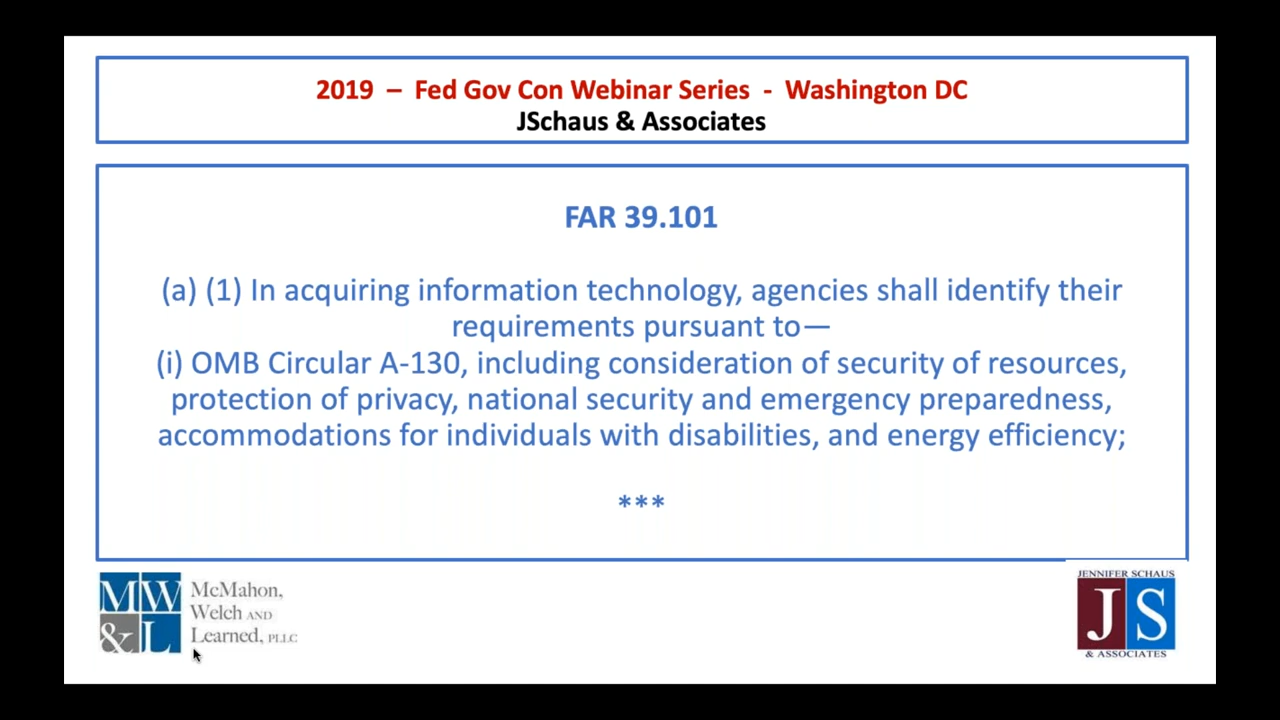 2019 – Fed Gov Con Webinar Series - Washington DC
JSchaus & Associates
FAR 39.101
(a) (1) In acquiring information technology, agencies shall identify their
requirements pursuant to—
(i) OMB Circular A-130, including consideration of security of resources,
protection of privacy, national security and emergency preparedness,
accommodations for individuals with disabilities, and energy efficiency;
***
MW
&L
McMahon,
Welch AND
Learned, PLLC
JENNIFER SCHAUS
JS
& ASSOCIATES